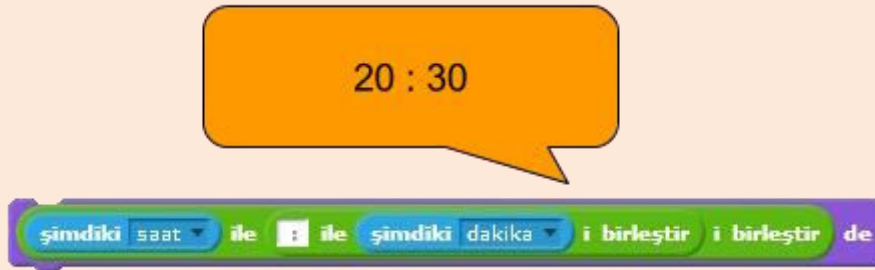 20 : 30
şimdiki saat ile : ile şimdiki dakika i birleştir i birleştir de